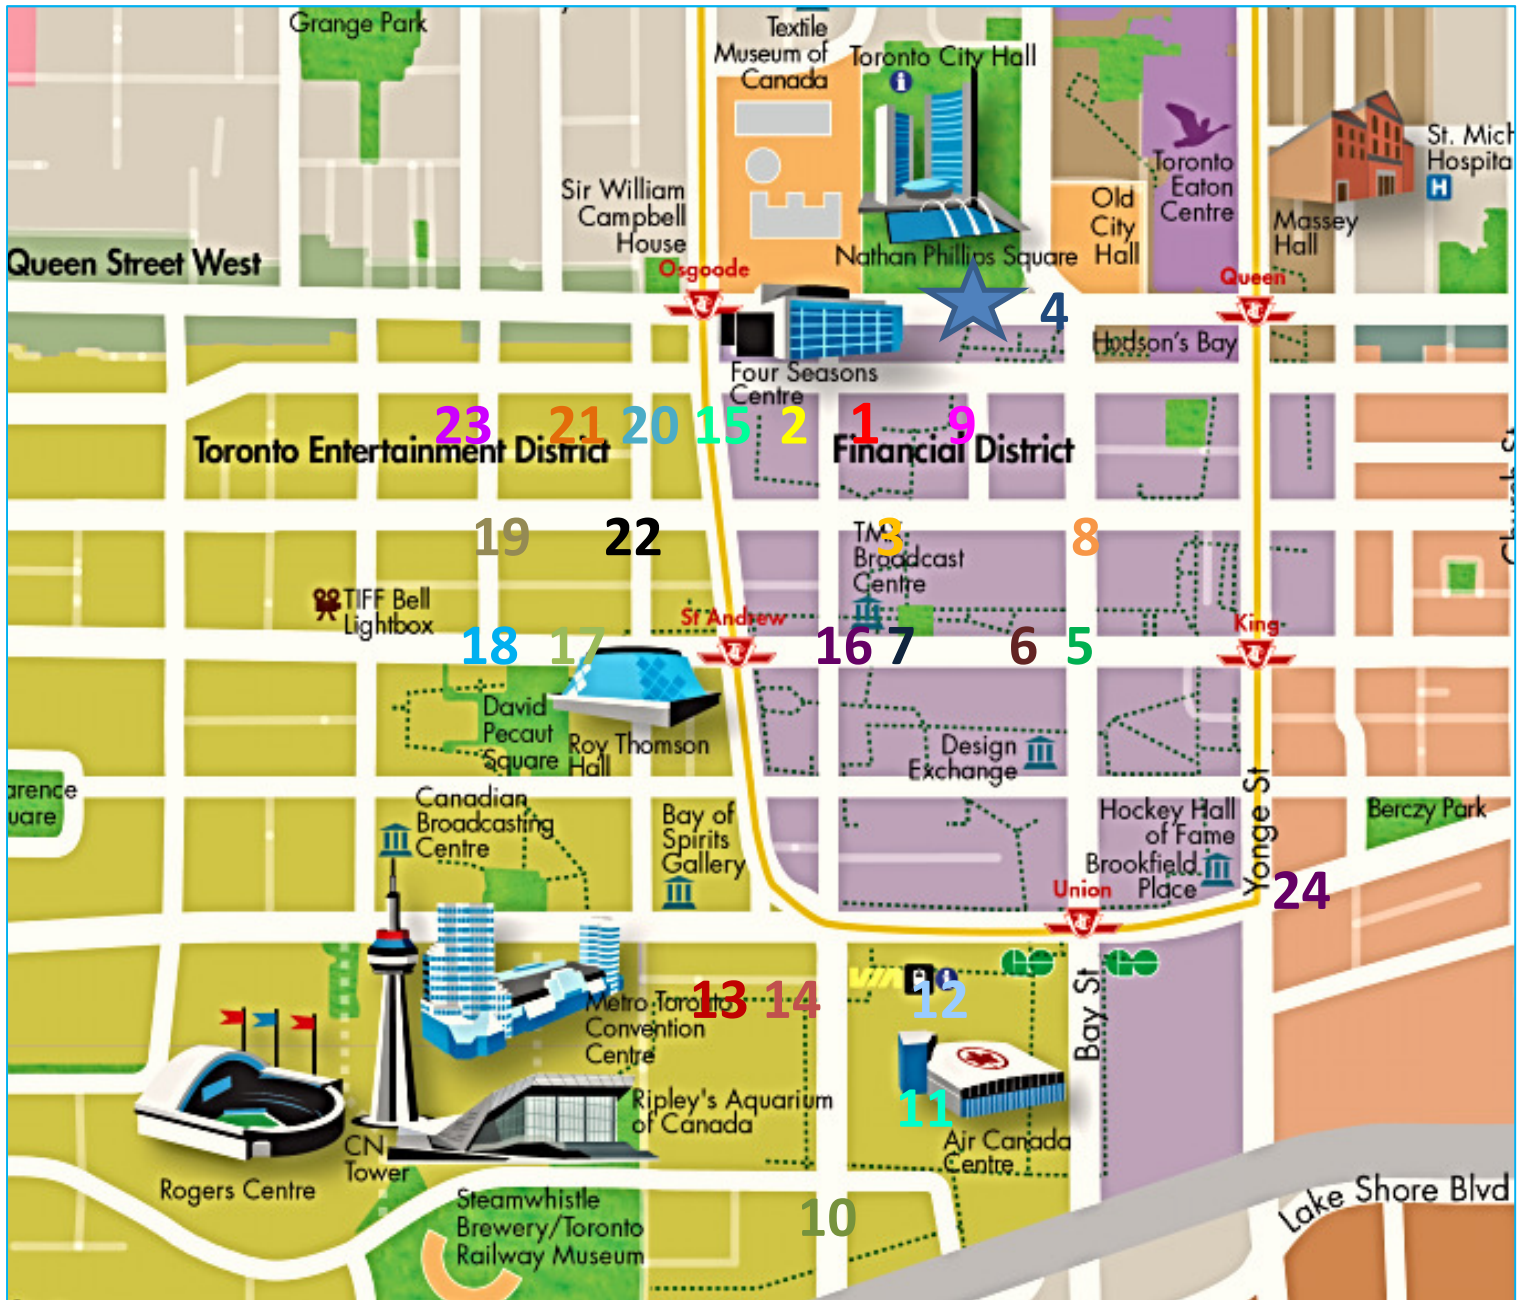 Grange Park
Textile
Museum of
Canada
Toronto City Hall
i
St. Mich
Hospita
H
Toronto
Eaton
Centre
Old
City
Hall
Massey
Hall
Sir William
Campbell
House
Nathan Phillips Square
Queen Street West
Osgoode
Queen
4
Hudson's Bay
Four Seasons
Centre
23
21
20
15
2
1
9
Toronto Entertainment District
Financial District
19
22
3
8
TMX
Broadcast
Centre
TIFF Bell
Lightbox
St Andrew
King
18
17
16
7
6
5
David
Pecaut
Square
Roy Thomson
Hall
Design
Exchange
Yonge St
arence
uare
Canadian
Broadcasting
Centre
Bay of
Spirits
Gallery
Hockey Hall
of Fame
Brookfield
Place
Berczy Park
Union
24
VIA
GO
GO
i
12
13
14
Bay St
Metro Toronto
Convention
Centre
11
Air Canada
Centre
Ripley's Aquarium
of Canada
CN
Tower
Rogers Centre
Steamwhistle
Brewery/Toronto
Railway Museum
10
Lake Shore Blvd